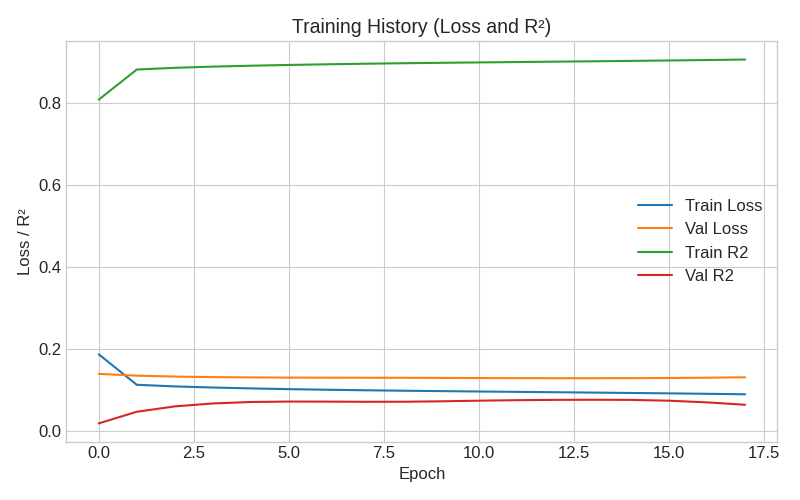 Training History (Loss and R²)
Loss / R²
0.8
0.6
0.4
0.2
0.0
Train Loss
Val Loss
Train R2
Val R2
0.0 2.5 5.0 7.5 10.0 12.5 15.0 17.5
Epoch